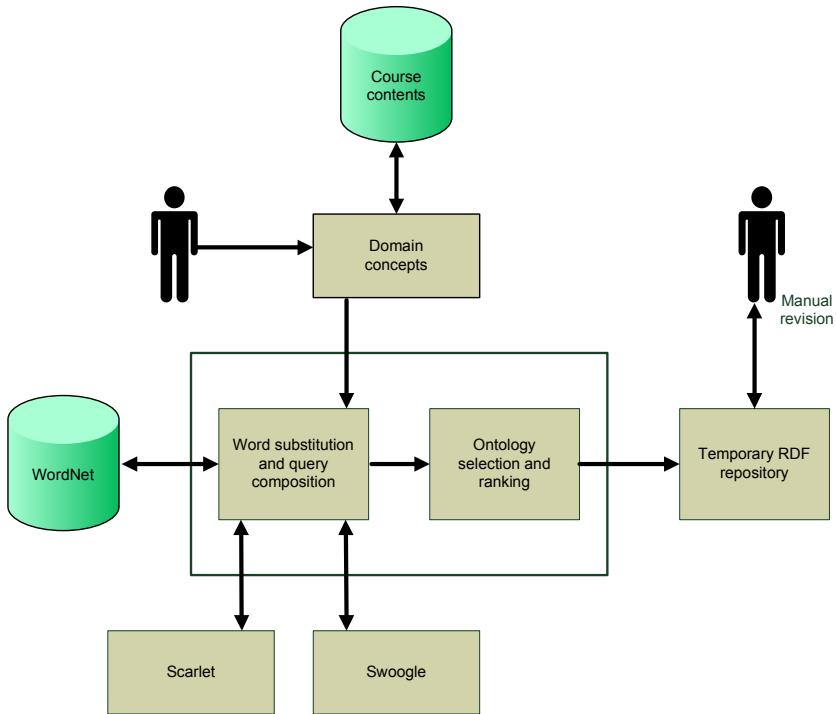 Course
contents
Domain
concepts
Manual
revision
WordNet
Word substitution
and query
composition
Ontology
selection and
ranking
Temporary RDF
repository
Scarlet
Swoogle